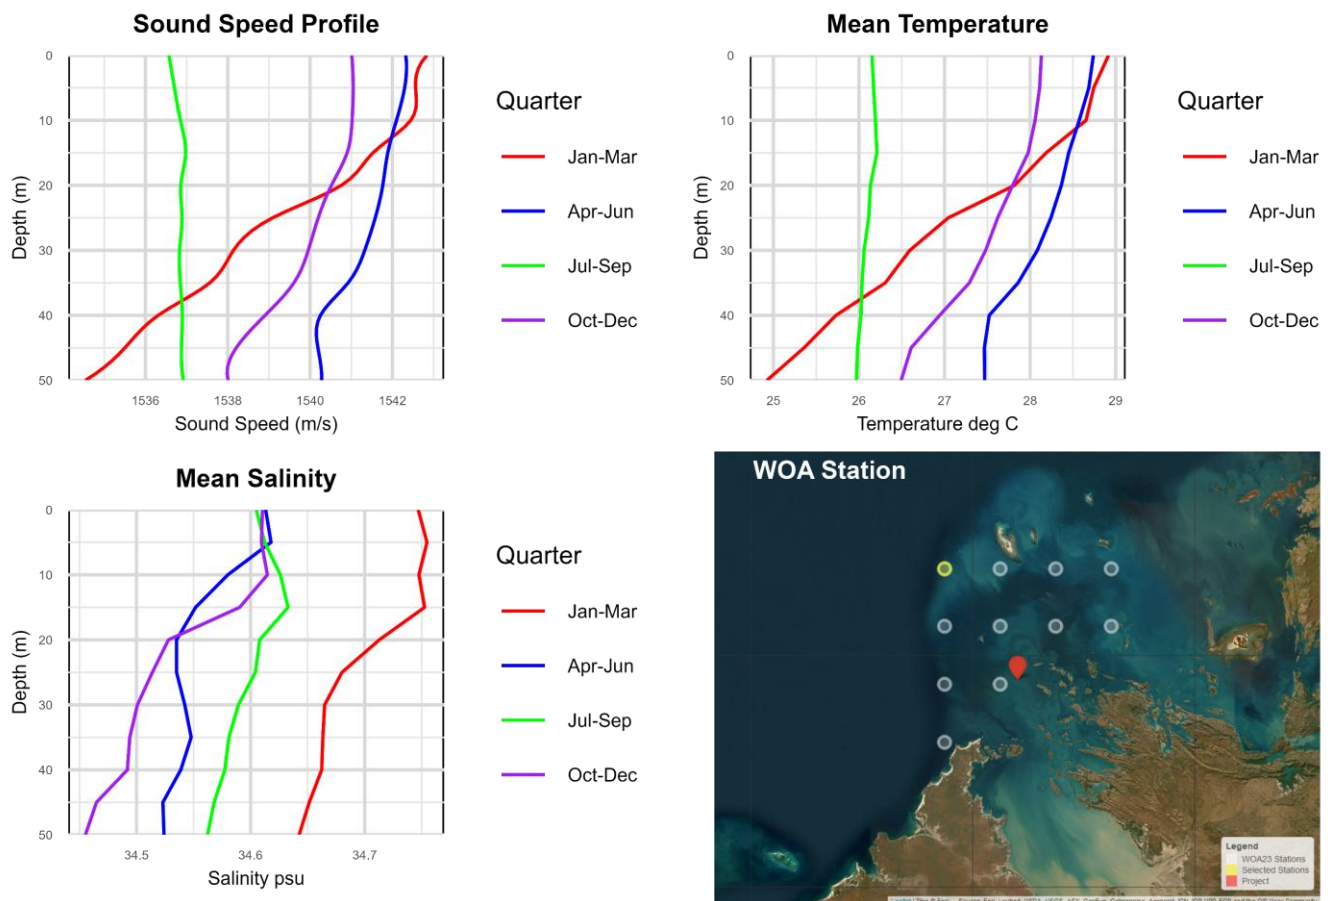 Sound Speed Profile
0
10
20
30
40
50
Depth (m)
1536
1538
1540
1542
Sound Speed (m/s)
Quarter
Jan-Mar
Apr-Jun
Jul-Sep
Oct-Dec
Mean Temperature
0
10
20
30
40
50
Depth (m)
25
26
27
28
29
Temperature deg C
Quarter
Jan-Mar
Apr-Jun
Jul-Sep
Oct-Dec
Mean Salinity
0
10
20
30
40
50
Depth (m)
34.5
34.6
34.7
Salinity psu
Quarter
Jan-Mar
Apr-Jun
Jul-Sep
Oct-Dec
WOA Station
Legend
WOA23 Stations
Selected Stations
Project